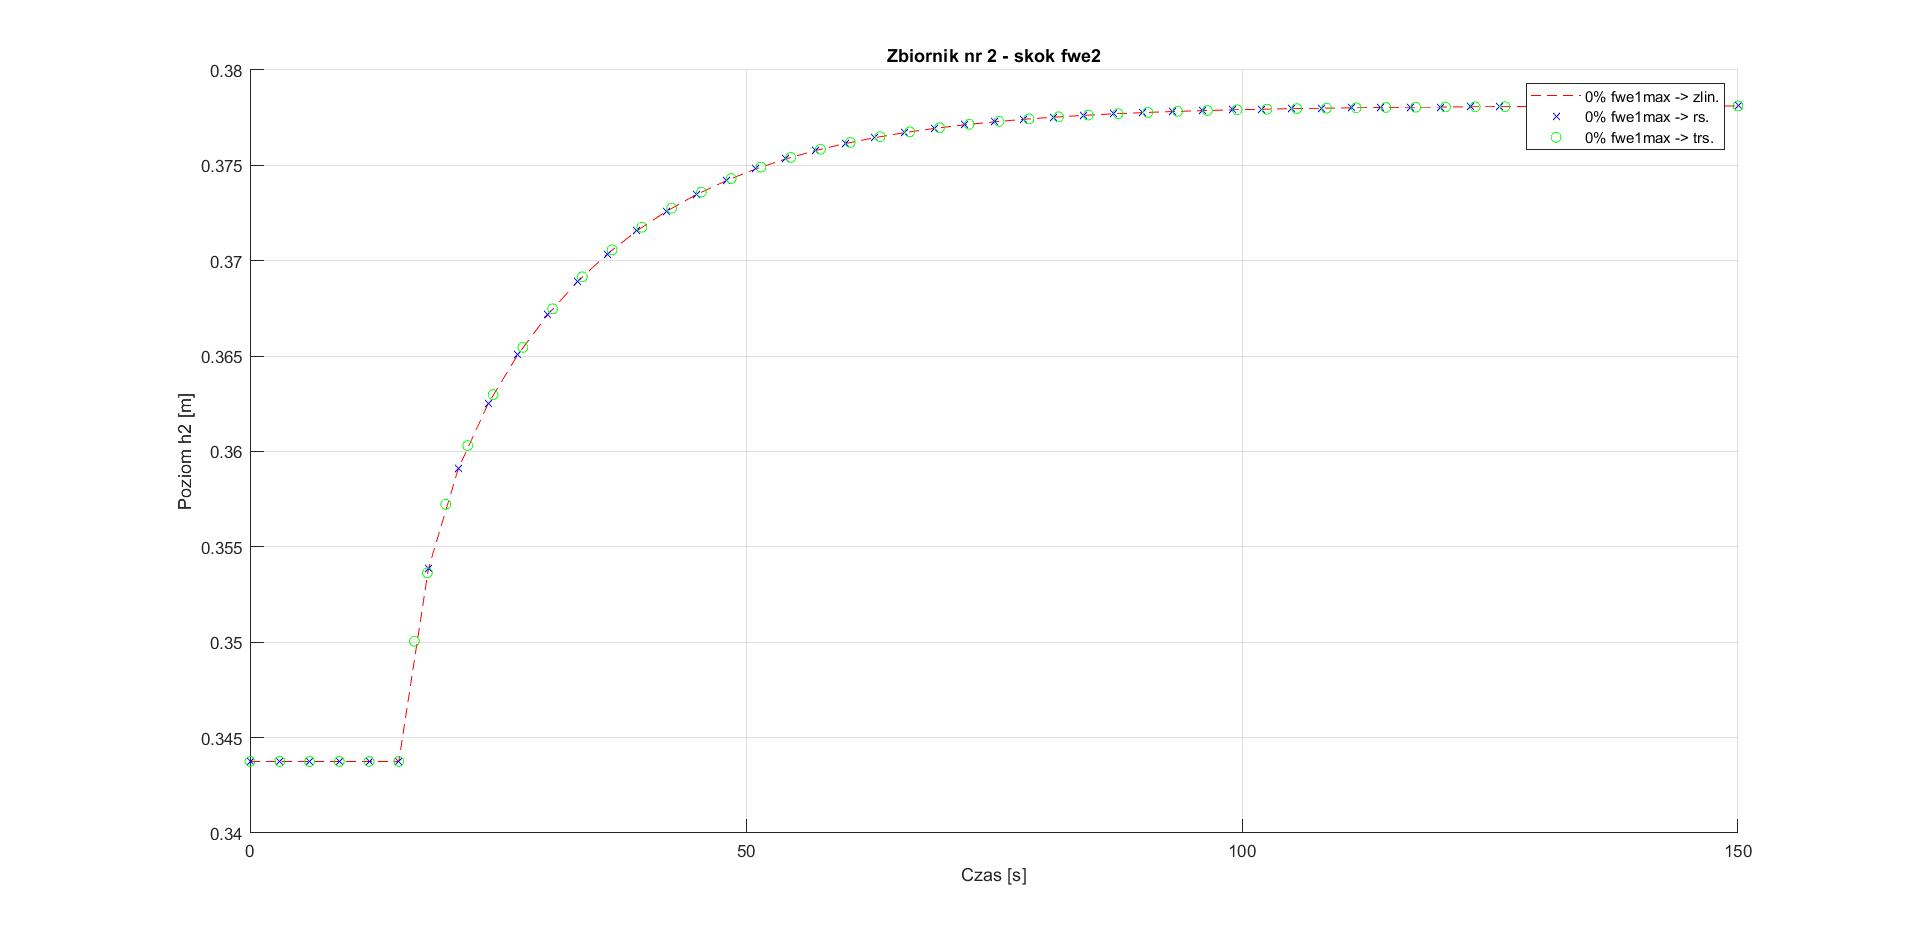 Zbiornik nr 2 - skok fwe2
0.38
0.375
0.37
0.365
0.36
0.355
0.35
0.345
0.34
Poziom h2 [m]
0% fwe1max -> zlin.
0% fwe1max -> rs.
0% fwe1max -> trs.
0
50
100
150
Czas [s]